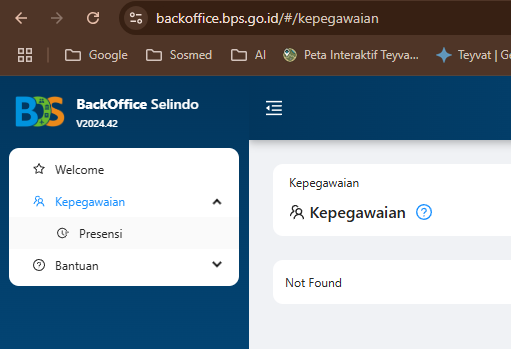 backoffice.bps.go.id/#/kepegawaian
Google
Sosmed
AI
Peta Interaktif Teyva...
Teyvat | G
BDS
BackOffice Selindo
V2024.42
Welcome
Kepegawaian
Presensi
Bantuan
Kepegawaian
Kepegawaian
Not Found